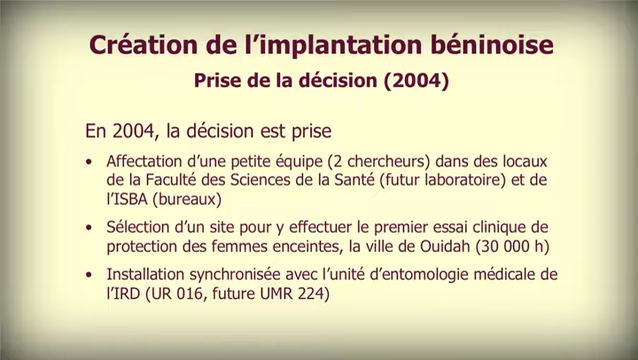 Création de l’implantation béninoise
Prise de la décision (2004)
En 2004, la décision est prise
• Affectation d’une petite équipe (2 chercheurs) dans des locaux
de la Faculté des Sciences de la Santé (futur laboratoire) et de
l’ISBA (bureaux)
• Sélection d’un site pour y effectuer le premier essai clinique de
protection des femmes enceintes, la ville de Ouidah (30 000 h)
• Installation synchronisée avec l’unité d’entomologie médicale de
l’IRD (UR 016, future UMR 224)